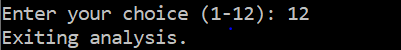 Enter your choice (1-12): 12
Exiting analysis.